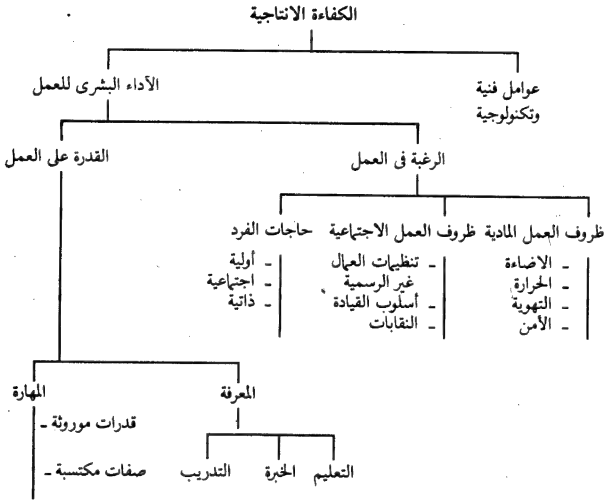 الكفاءة الانتاجية
عوامل فنية
وتكنولوجية
الآداء البشرى للعمل
الرغبة فى العمل
القدرة على العمل
ظروف العمل المادية
- الاضاءة
- الحرارة
- التهوية
- الأمن
ظروف العمل الاجتماعية
- تنظيمات العمال
غير الرسمية
- أسلوب القيادة
- النقابات
حاجات الفرد
- أولية
- اجتماعية
- ذاتية
المعرفة
التعليم
الخبرة
التدريب
المهارة
قدرات موروثة -
صفات مكتسبة -